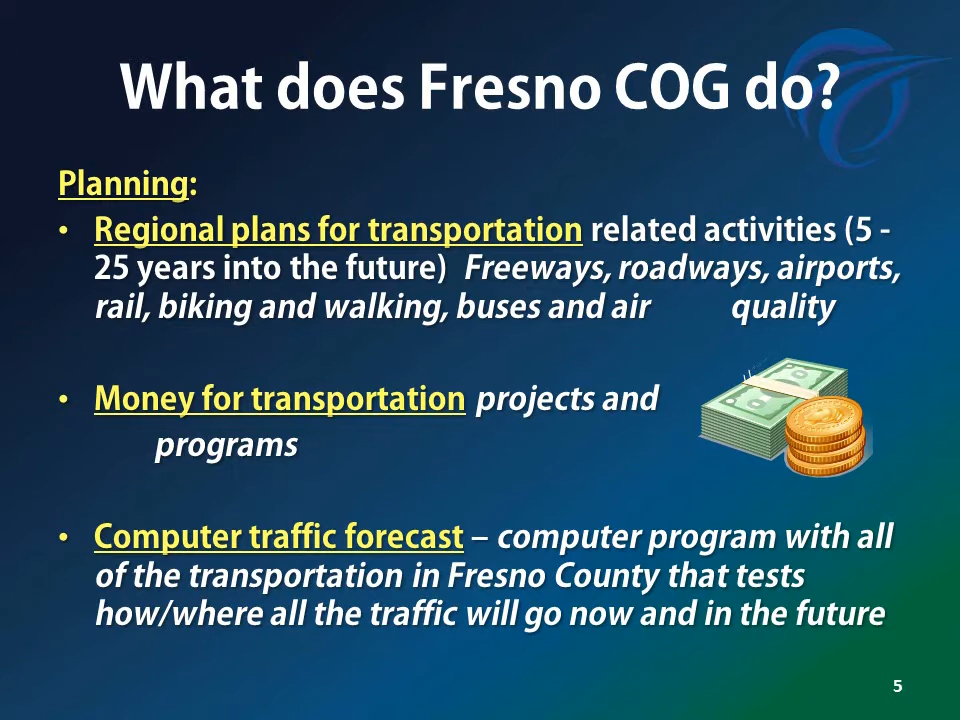 What does Fresno COG do?
Planning:
• Regional plans for transportation related activities (5 -
25 years into the future) Freeways, roadways, airports,
rail, biking and walking, buses and air quality
• Money for transportation projects and
programs
• Computer traffic forecast – computer program with all
of the transportation in Fresno County that tests
how/where all the traffic will go now and in the future
5